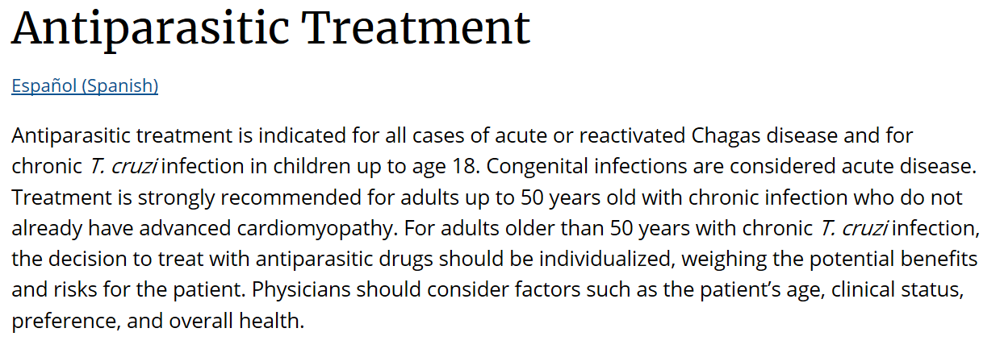 Antiparasitic Treatment
Español (Spanish)
Antiparasitic treatment is indicated for all cases of acute or reactivated Chagas disease and for
chronic T. cruzi infection in children up to age 18. Congenital infections are considered acute disease.
Treatment is strongly recommended for adults up to 50 years old with chronic infection who do not
already have advanced cardiomyopathy. For adults older than 50 years with chronic T. cruzi infection,
the decision to treat with antiparasitic drugs should be individualized, weighing the potential benefits
and risks for the patient. Physicians should consider factors such as the patient’s age, clinical status,
preference, and overall health.